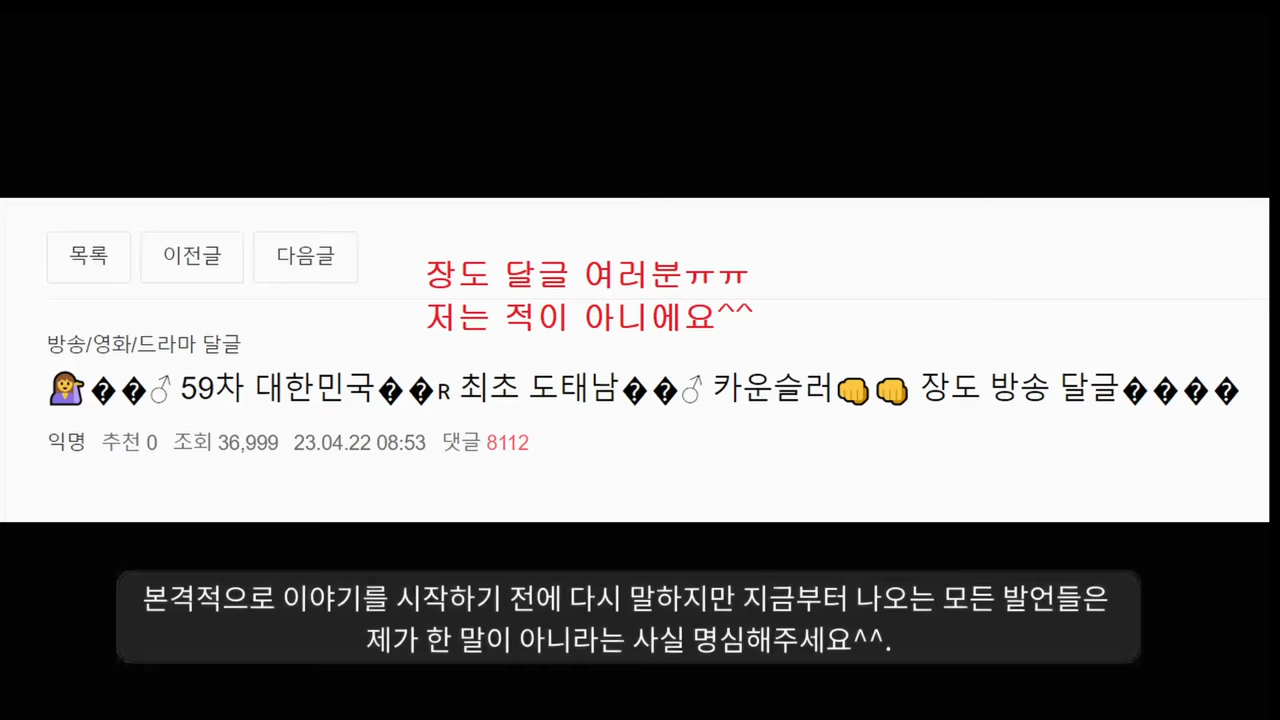 목록 이전글 다음글
장도 달글 여러분ㅠㅠ
저는 적이 아니에요^^
방송/영화/드라마 달글
💇‍♀️��♂ 59차 대한민국��ʀ 최초 도태남��♂ 카운슬러👊👊 장도 방송 달글����
익명 추천 0 조회 36,999 23.04.22 08:53 댓글 8112
본격적으로 이야기를 시작하기 전에 다시 말하지만 지금부터 나오는 모든 발언들은
제가 한 말이 아니라는 사실 명심해주세요^^.